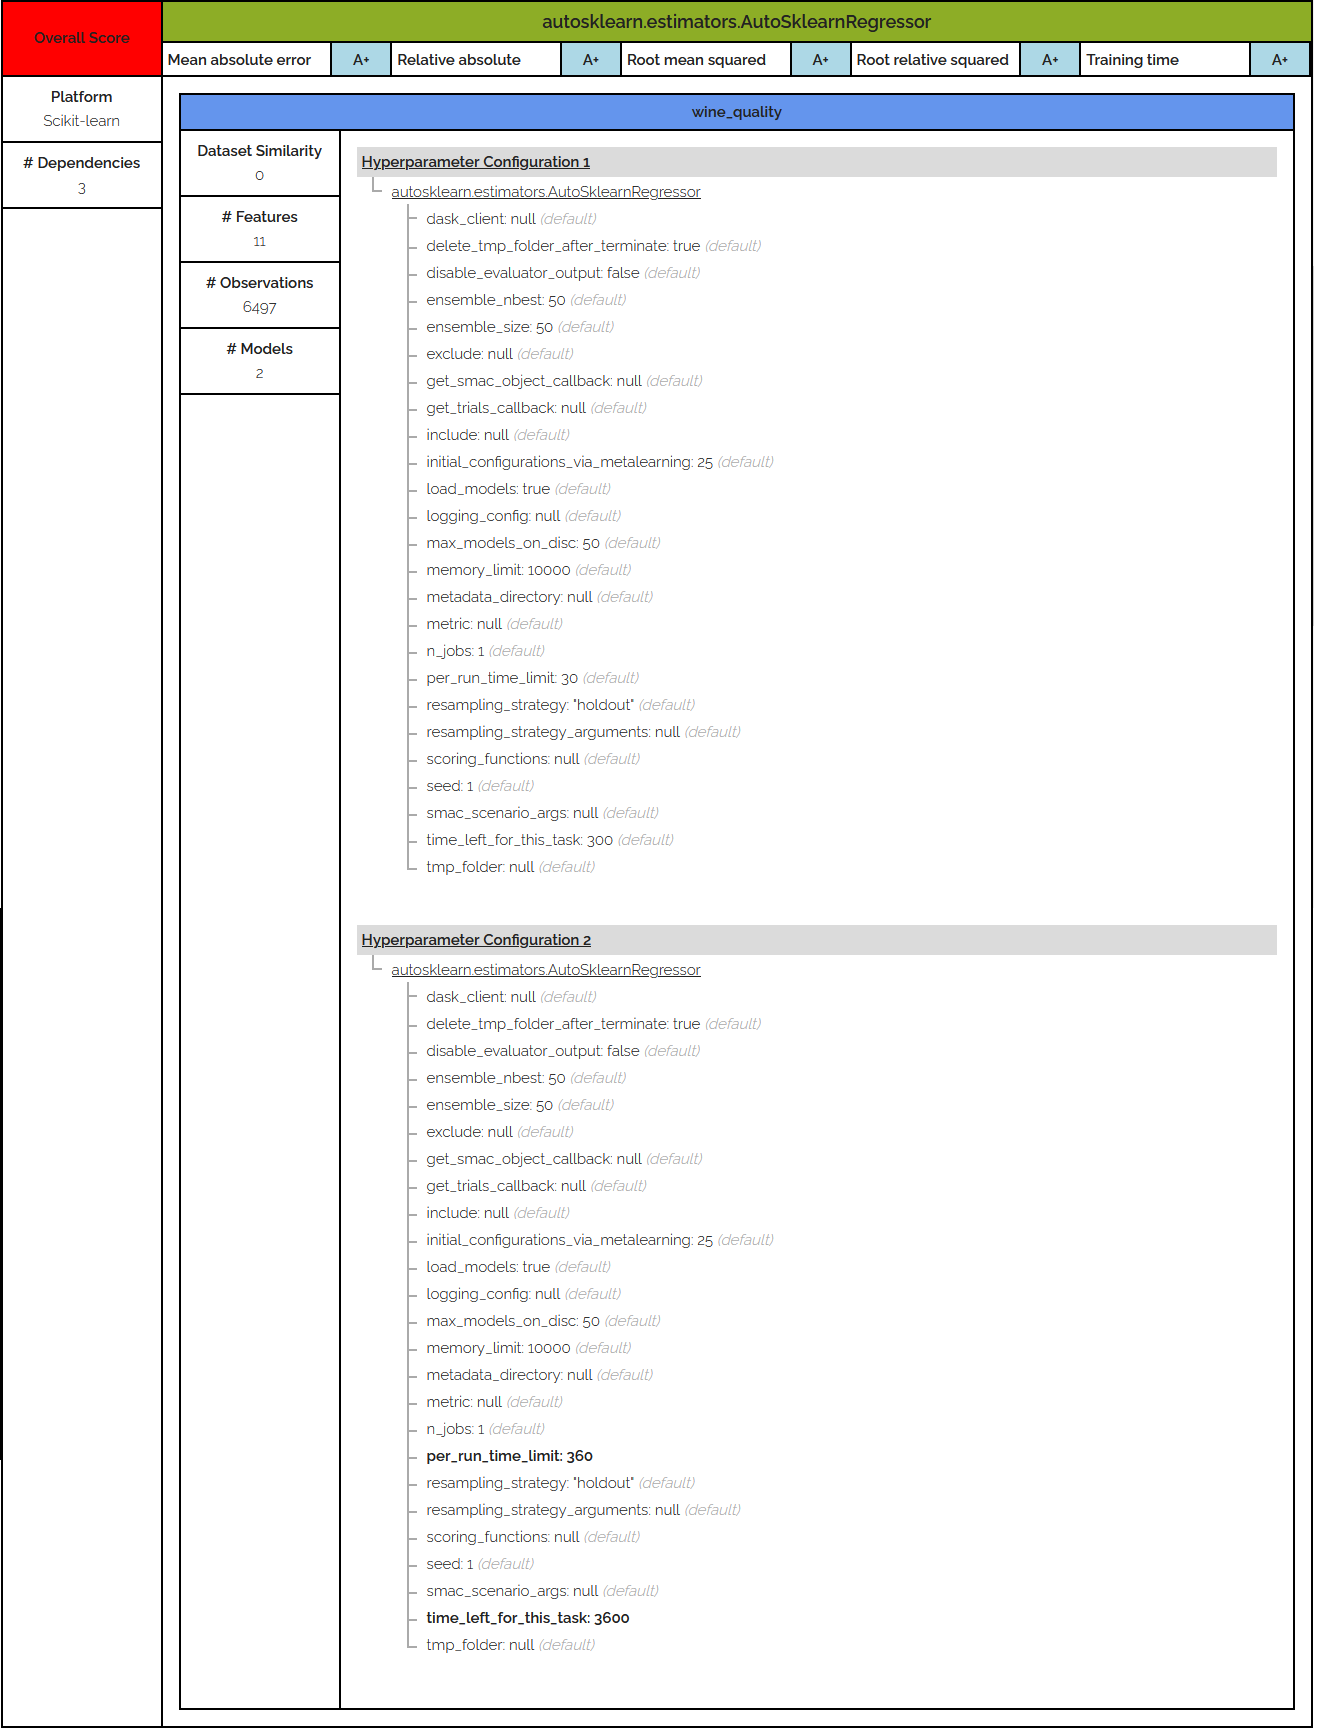 Overall Score
autosklearn.estimators.AutoSklearnRegressor
Mean absolute error A+ Relative absolute A+ Root mean squared A+ Root relative squared A+ Training time A+
Platform
Scikit-learn
# Dependencies
3
wine_quality
Dataset Similarity
0
# Features
11
# Observations
6497
# Models
2
Hyperparameter Configuration 1
autosklearn.estimators.AutoSklearnRegressor
dask_client: null (default)
delete_tmp_folder_after_terminate: true (default)
disable_evaluator_output: false (default)
ensemble_nbest: 50 (default)
ensemble_size: 50 (default)
exclude: null (default)
get_smac_object_callback: null (default)
get_trials_callback: null (default)
include: null (default)
initial_configurations_via_metalearning: 25 (default)
load_models: true (default)
logging_config: null (default)
max_models_on_disc: 50 (default)
memory_limit: 10000 (default)
metadata_directory: null (default)
metric: null (default)
n_jobs: 1 (default)
per_run_time_limit: 30 (default)
resampling_strategy: "holdout" (default)
resampling_strategy_arguments: null (default)
scoring_functions: null (default)
seed: 1 (default)
smac_scenario_args: null (default)
time_left_for_this_task: 300 (default)
tmp_folder: null (default)
Hyperparameter Configuration 2
autosklearn.estimators.AutoSklearnRegressor
dask_client: null (default)
delete_tmp_folder_after_terminate: true (default)
disable_evaluator_output: false (default)
ensemble_nbest: 50 (default)
ensemble_size: 50 (default)
exclude: null (default)
get_smac_object_callback: null (default)
get_trials_callback: null (default)
include: null (default)
initial_configurations_via_metalearning: 25 (default)
load_models: true (default)
logging_config: null (default)
max_models_on_disc: 50 (default)
memory_limit: 10000 (default)
metadata_directory: null (default)
metric: null (default)
n_jobs: 1 (default)
per_run_time_limit: 360
resampling_strategy: "holdout" (default)
resampling_strategy_arguments: null (default)
scoring_functions: null (default)
seed: 1 (default)
smac_scenario_args: null (default)
time_left_for_this_task: 3600
tmp_folder: null (default)